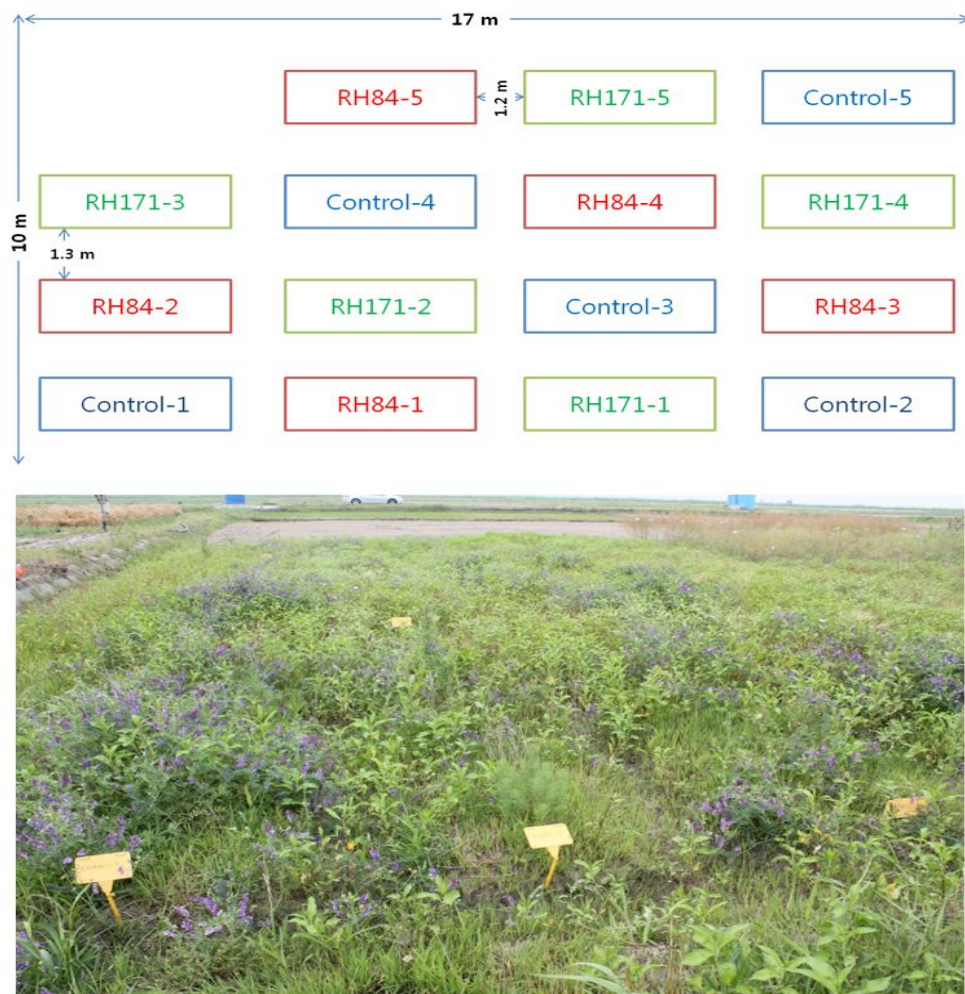 17 m
RH84-5
1.2 m
RH171-5
Control-5
RH171-3
Control-4
RH84-4
RH171-4
10 m
1.3 m
RH84-2
RH171-2
Control-3
RH84-3
Control-1
RH84-1
RH171-1
Control-2